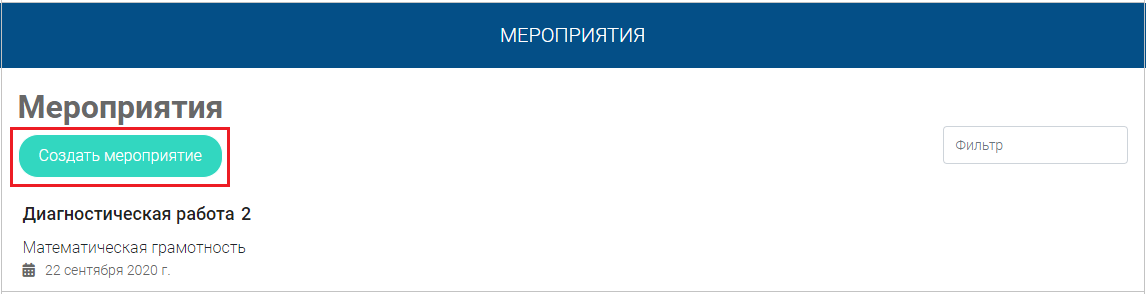 МЕРОПРИЯТИЯ
Мероприятия
Создать мероприятие
Фильтр
Диагностическая работа 2
Математическая грамотность
22 сентября 2020 г.